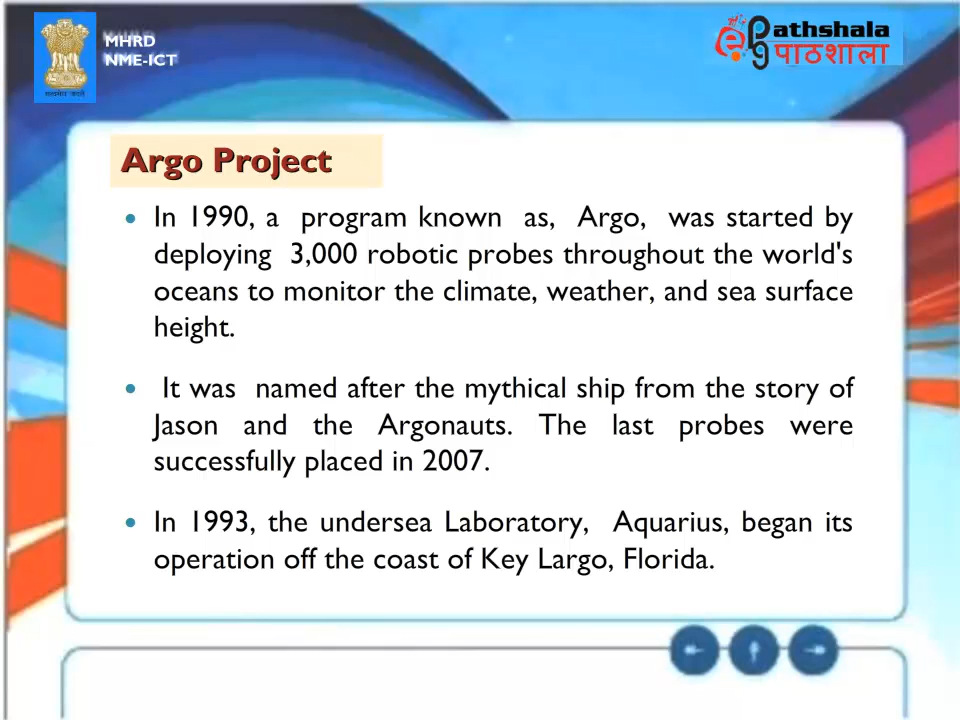 MHRD
NME-ICT
ePathshala
पाठशाला
Argo Project
• In 1990, a program known as, Argo, was started by
deploying 3,000 robotic probes throughout the world's
oceans to monitor the climate, weather, and sea surface
height.
• It was named after the mythical ship from the story of
Jason and the Argonauts. The last probes were
successfully placed in 2007.
• In 1993, the undersea Laboratory, Aquarius, began its
operation off the coast of Key Largo, Florida.